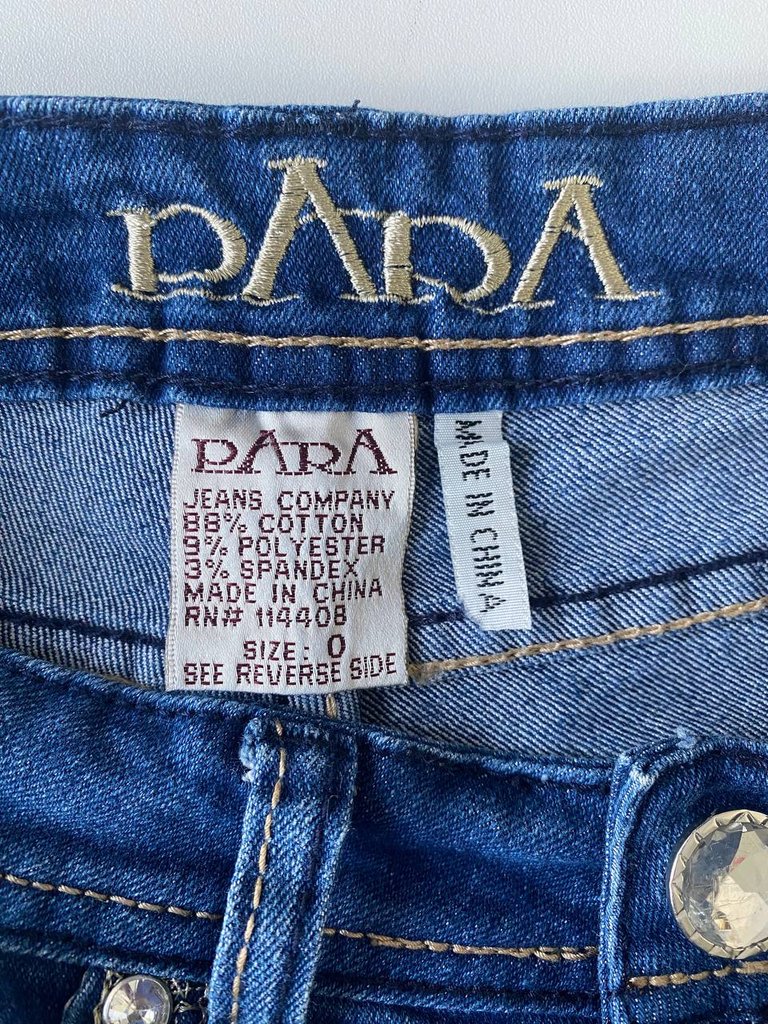 PARA
PARA
JEANS COMPANY
88% COTTON
9% POLYESTER
3% SPANDEX
MADE IN CHINA
RN# 114408
SIZE: 0
SEE REVERSE SIDE
MADE IN CHINA